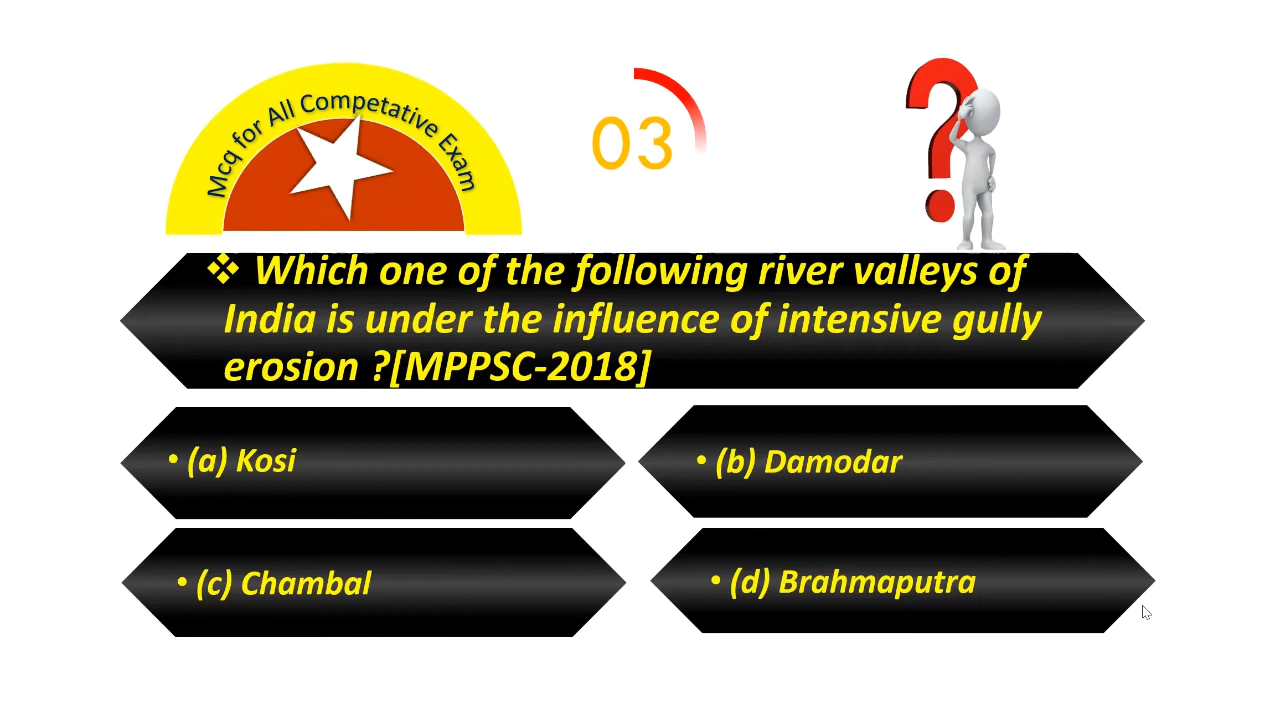 Mcq for All Competative Exam
03
❖ Which one of the following river valleys of
India is under the influence of intensive gully
erosion ?[MPPSC-2018]
• (a) Kosi
• (b) Damodar
• (c) Chambal
• (d) Brahmaputra